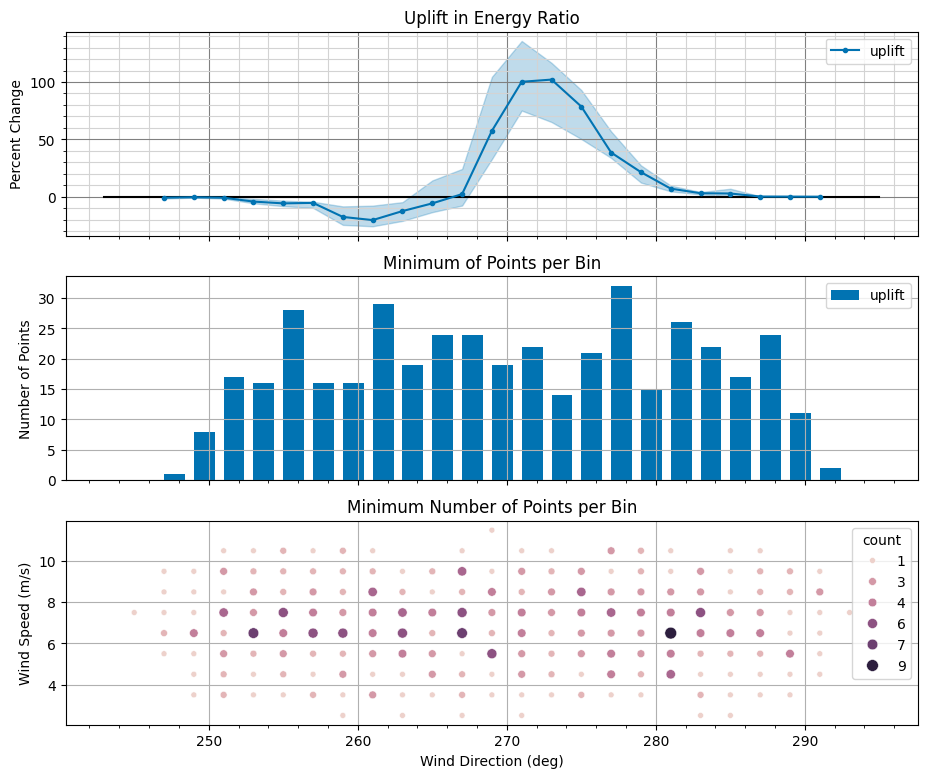 Uplift in Energy Ratio
Percent Change
100
50
0
uplift
Minimum of Points per Bin
Number of Points
30
25
20
15
10
5
0
uplift
Minimum Number of Points per Bin
Wind Speed (m/s)
10
8
6
4
count
1
3
4
6
7
9
250 260 270 280 290
Wind Direction (deg)